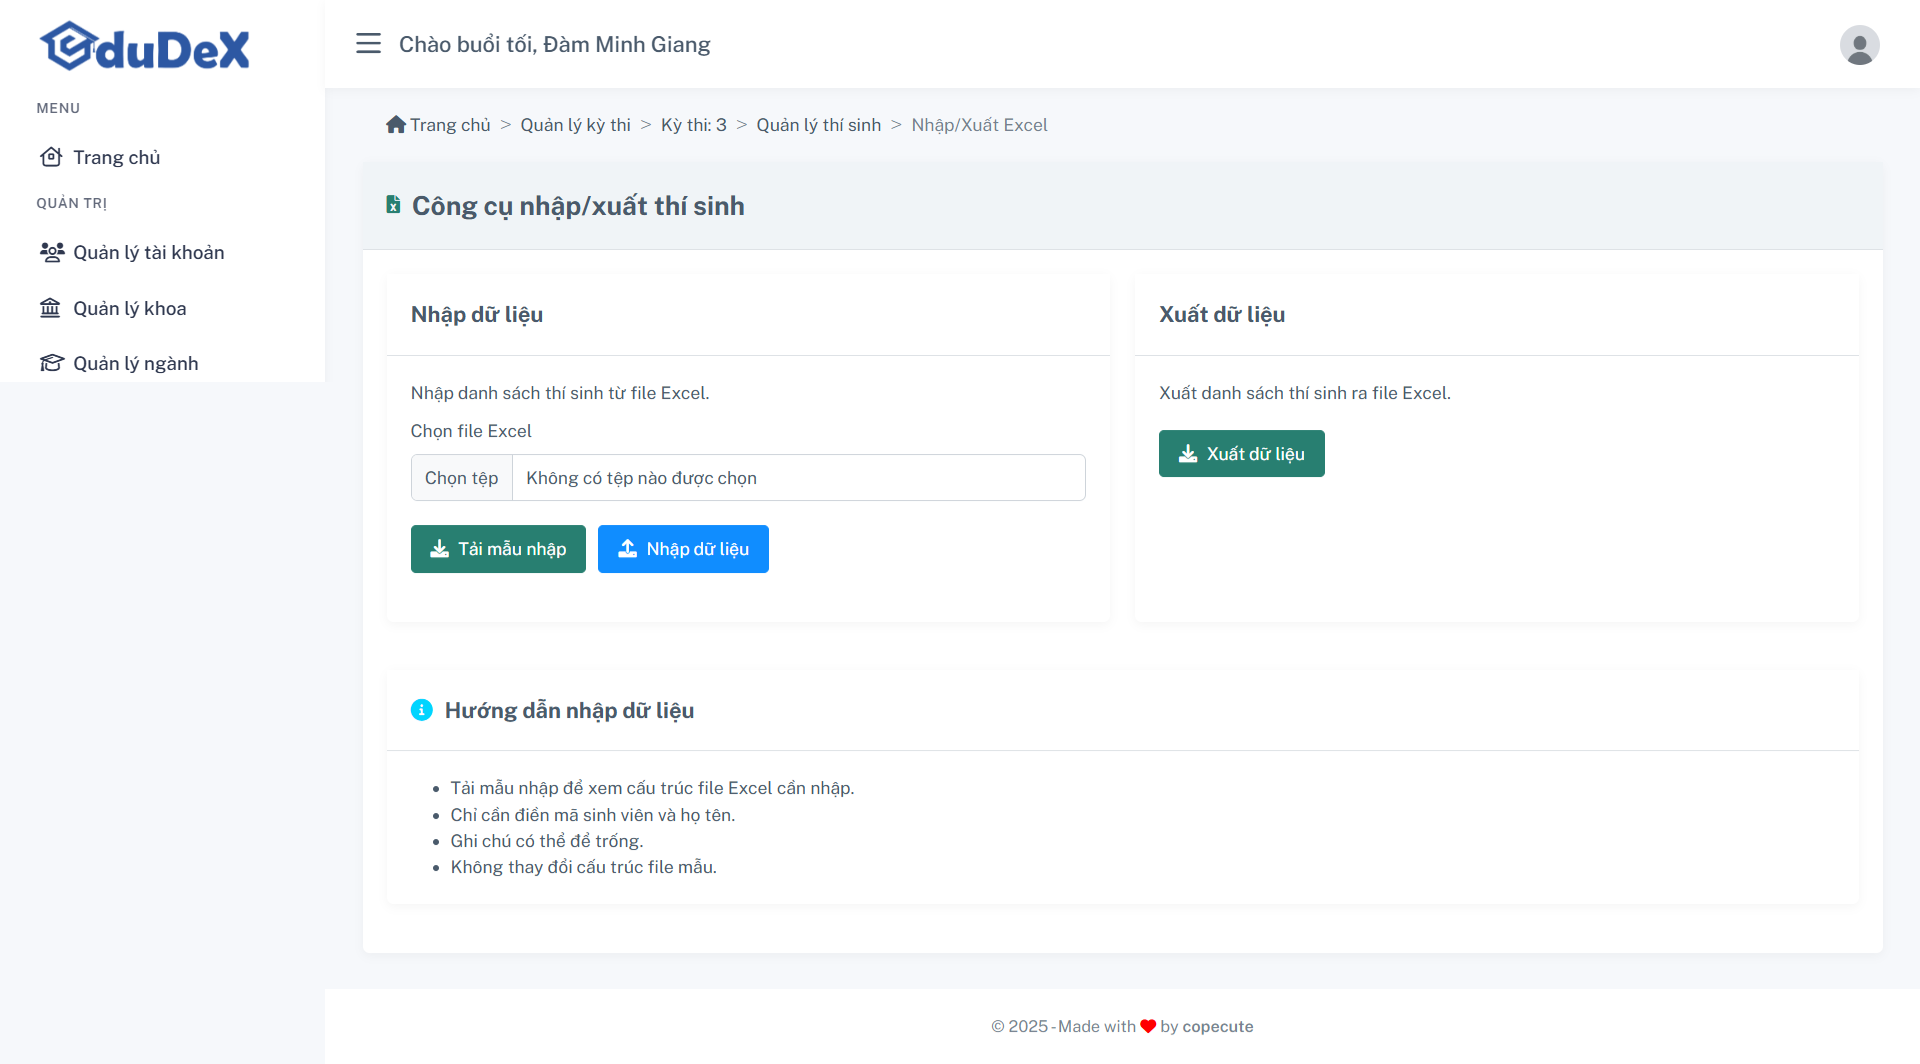 EduDeX
MENU
Trang chủ
QUẢN TRỊ
Quản lý tài khoản
Quản lý khoa
Quản lý ngành
Chào buổi tối, Đàm Minh Giang
Trang chủ > Quản lý kỳ thi > Kỳ thi: 3 > Quản lý thí sinh > Nhập/Xuất Excel
Công cụ nhập/xuất thí sinh
Nhập dữ liệu
Nhập danh sách thí sinh từ file Excel.
Chọn file Excel
Chọn tệp Không có tệp nào được chọn
Tải mẫu nhập Nhập dữ liệu
Xuất dữ liệu
Xuất danh sách thí sinh ra file Excel.
Xuất dữ liệu
Hướng dẫn nhập dữ liệu
• Tải mẫu nhập để xem cấu trúc file Excel cần nhập.
• Chỉ cần điền mã sinh viên và họ tên.
• Ghi chú có thể để trống.
• Không thay đổi cấu trúc file mẫu.
© 2025 - Made with ❤ by copecute